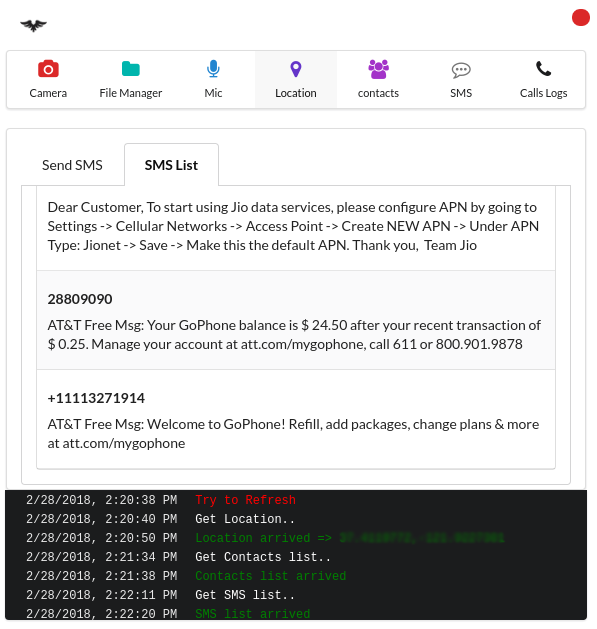 Camera File Manager Mic Location contacts SMS Calls Logs
Send SMS SMS List
Dear Customer, To start using Jio data services, please configure APN by going to
Settings -> Cellular Networks -> Access Point -> Create NEW APN -> Under APN
Type: Jionet -> Save -> Make this the default APN. Thank you, Team Jio
28809090
AT&T Free Msg: Your GoPhone balance is $ 24.50 after your recent transaction of
$ 0.25. Manage your account at att.com/mygophone, call 611 or 800.901.9878
+11113271914
AT&T Free Msg: Welcome to GoPhone! Refill, add packages, change plans & more
at att.com/mygophone
2/28/2018, 2:20:38 PM Try to Refresh
2/28/2018, 2:20:40 PM Get Location..
2/28/2018, 2:20:50 PM Location arrived =>
2/28/2018, 2:21:34 PM Get Contacts list..
2/28/2018, 2:21:38 PM Contacts list arrived
2/28/2018, 2:22:11 PM Get SMS list..
2/28/2018, 2:22:20 PM SMS list arrived